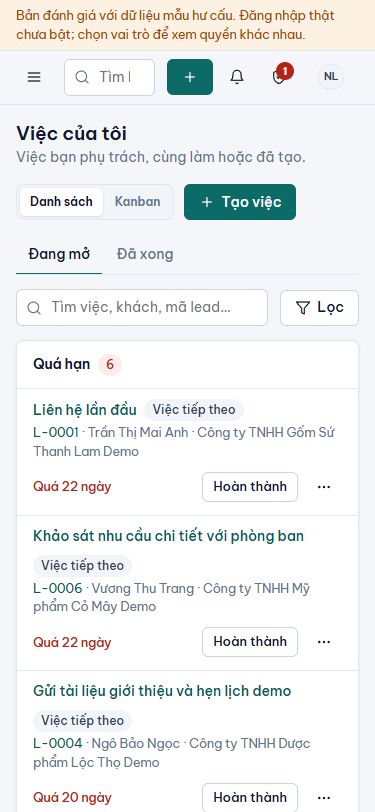 Bản đánh giá với dữ liệu mẫu hư cấu. Đăng nhập thật
chưa bật; chọn vai trò để xem quyền khác nhau.
Tìm
1
NL
Việc của tôi
Việc bạn phụ trách, cùng làm hoặc đã tạo.
Danh sách
Kanban
Tạo việc
Đang mở
Đã xong
Tìm việc, khách, mã lead...
Lọc
Quá hạn 6
Liên hệ lần đầu Việc tiếp theo
L-0001 · Trần Thị Mai Anh · Công ty TNHH Gốm Sứ
Thanh Lam Demo
Quá 22 ngày
Hoàn thành
Khảo sát nhu cầu chi tiết với phòng ban
Việc tiếp theo
L-0006 · Vương Thu Trang · Công ty TNHH Mỹ
phẩm Cỏ Mây Demo
Quá 22 ngày
Hoàn thành
Gửi tài liệu giới thiệu và hẹn lịch demo
Việc tiếp theo
L-0004 · Ngô Bảo Ngọc · Công ty TNHH Dược
phẩm Lộc Thọ Demo
Quá 20 ngày
Hoàn thành